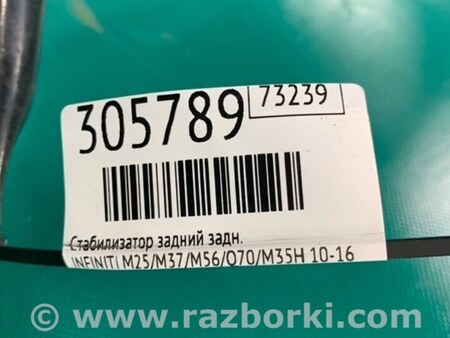 305789
73239
Стабилизатор задний задн.
INFINITI M25/M37/M56/Q70/M35H 10-16
© www.razborki.com